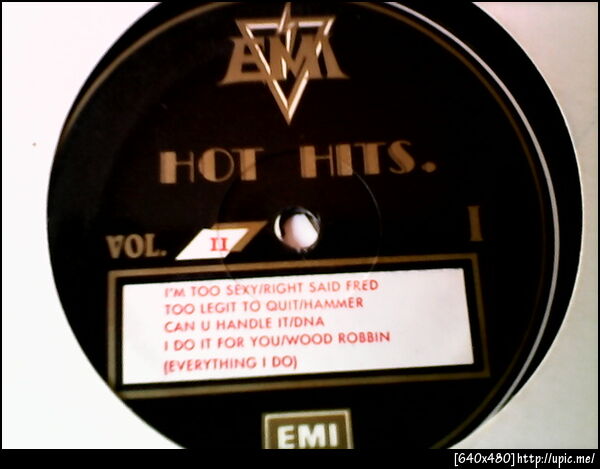 EMI
HOT HITS.
VOL. II I
I'M TOO SEXY/RIGHT SAID FRED
TOO LEGIT TO QUIT/HAMMER
CAN U HANDLE IT/DNA
I DO IT FOR YOU/WOOD ROBBIN
(EVERYTHING I DO)
EMI
[640x480]http://upic.me/